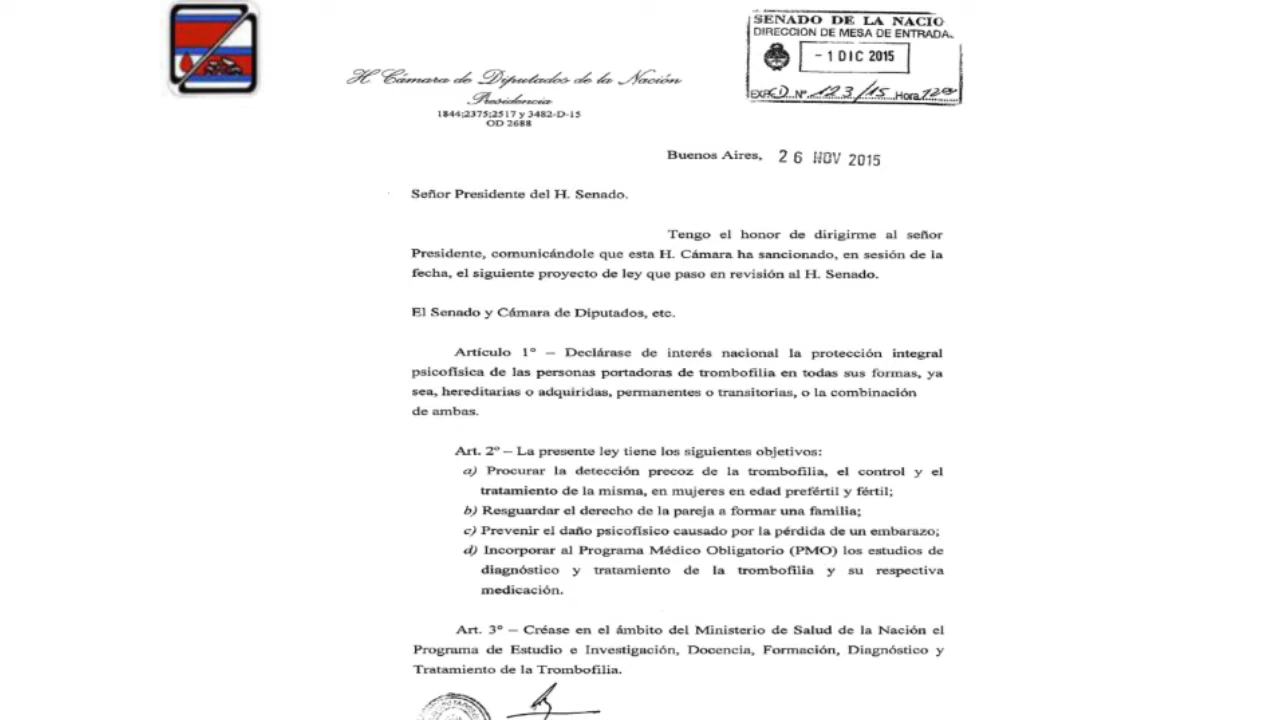 SENADO DE LA NACIO
DIRECCION DE MESA DE ENTRADA.
- 1 DIC 2015
EXP. Nº 123/15 Hora
H. Cámara de Diputados de la Nación
Presidencia
1844;2375;2517 y 3482-D-15
OD 2688
Buenos Aires, 26 NOV 2015
Señor Presidente del H. Senado.
Tengo el honor de dirigirme al señor
Presidente, comunicándole que esta H. Cámara ha sancionado, en sesión de la
fecha, el siguiente proyecto de ley que paso en revisión al H. Senado.
El Senado y Cámara de Diputados, etc.
Artículo 1º – Declárase de interés nacional la protección integral
psicofísica de las personas portadoras de trombofilia en todas sus formas, ya
sea, hereditarias o adquiridas, permanentes o transitorias, o la combinación
de ambas.
Art. 2º – La presente ley tiene los siguientes objetivos:
a) Procurar la detección precoz de la trombofilia, el control y el
tratamiento de la misma, en mujeres en edad prefértil y fértil;
b) Resguardar el derecho de la pareja a formar una familia;
c) Prevenir el daño psicofísico causado por la pérdida de un embarazo;
d) Incorporar al Programa Médico Obligatorio (PMO) los estudios de
diagnóstico y tratamiento de la trombofilia y su respectiva
medicación.
Art. 3º – Créase en el ámbito del Ministerio de Salud de la Nación el
Programa de Estudio e Investigación, Docencia, Formación, Diagnóstico y
Tratamiento de la Trombofilia.